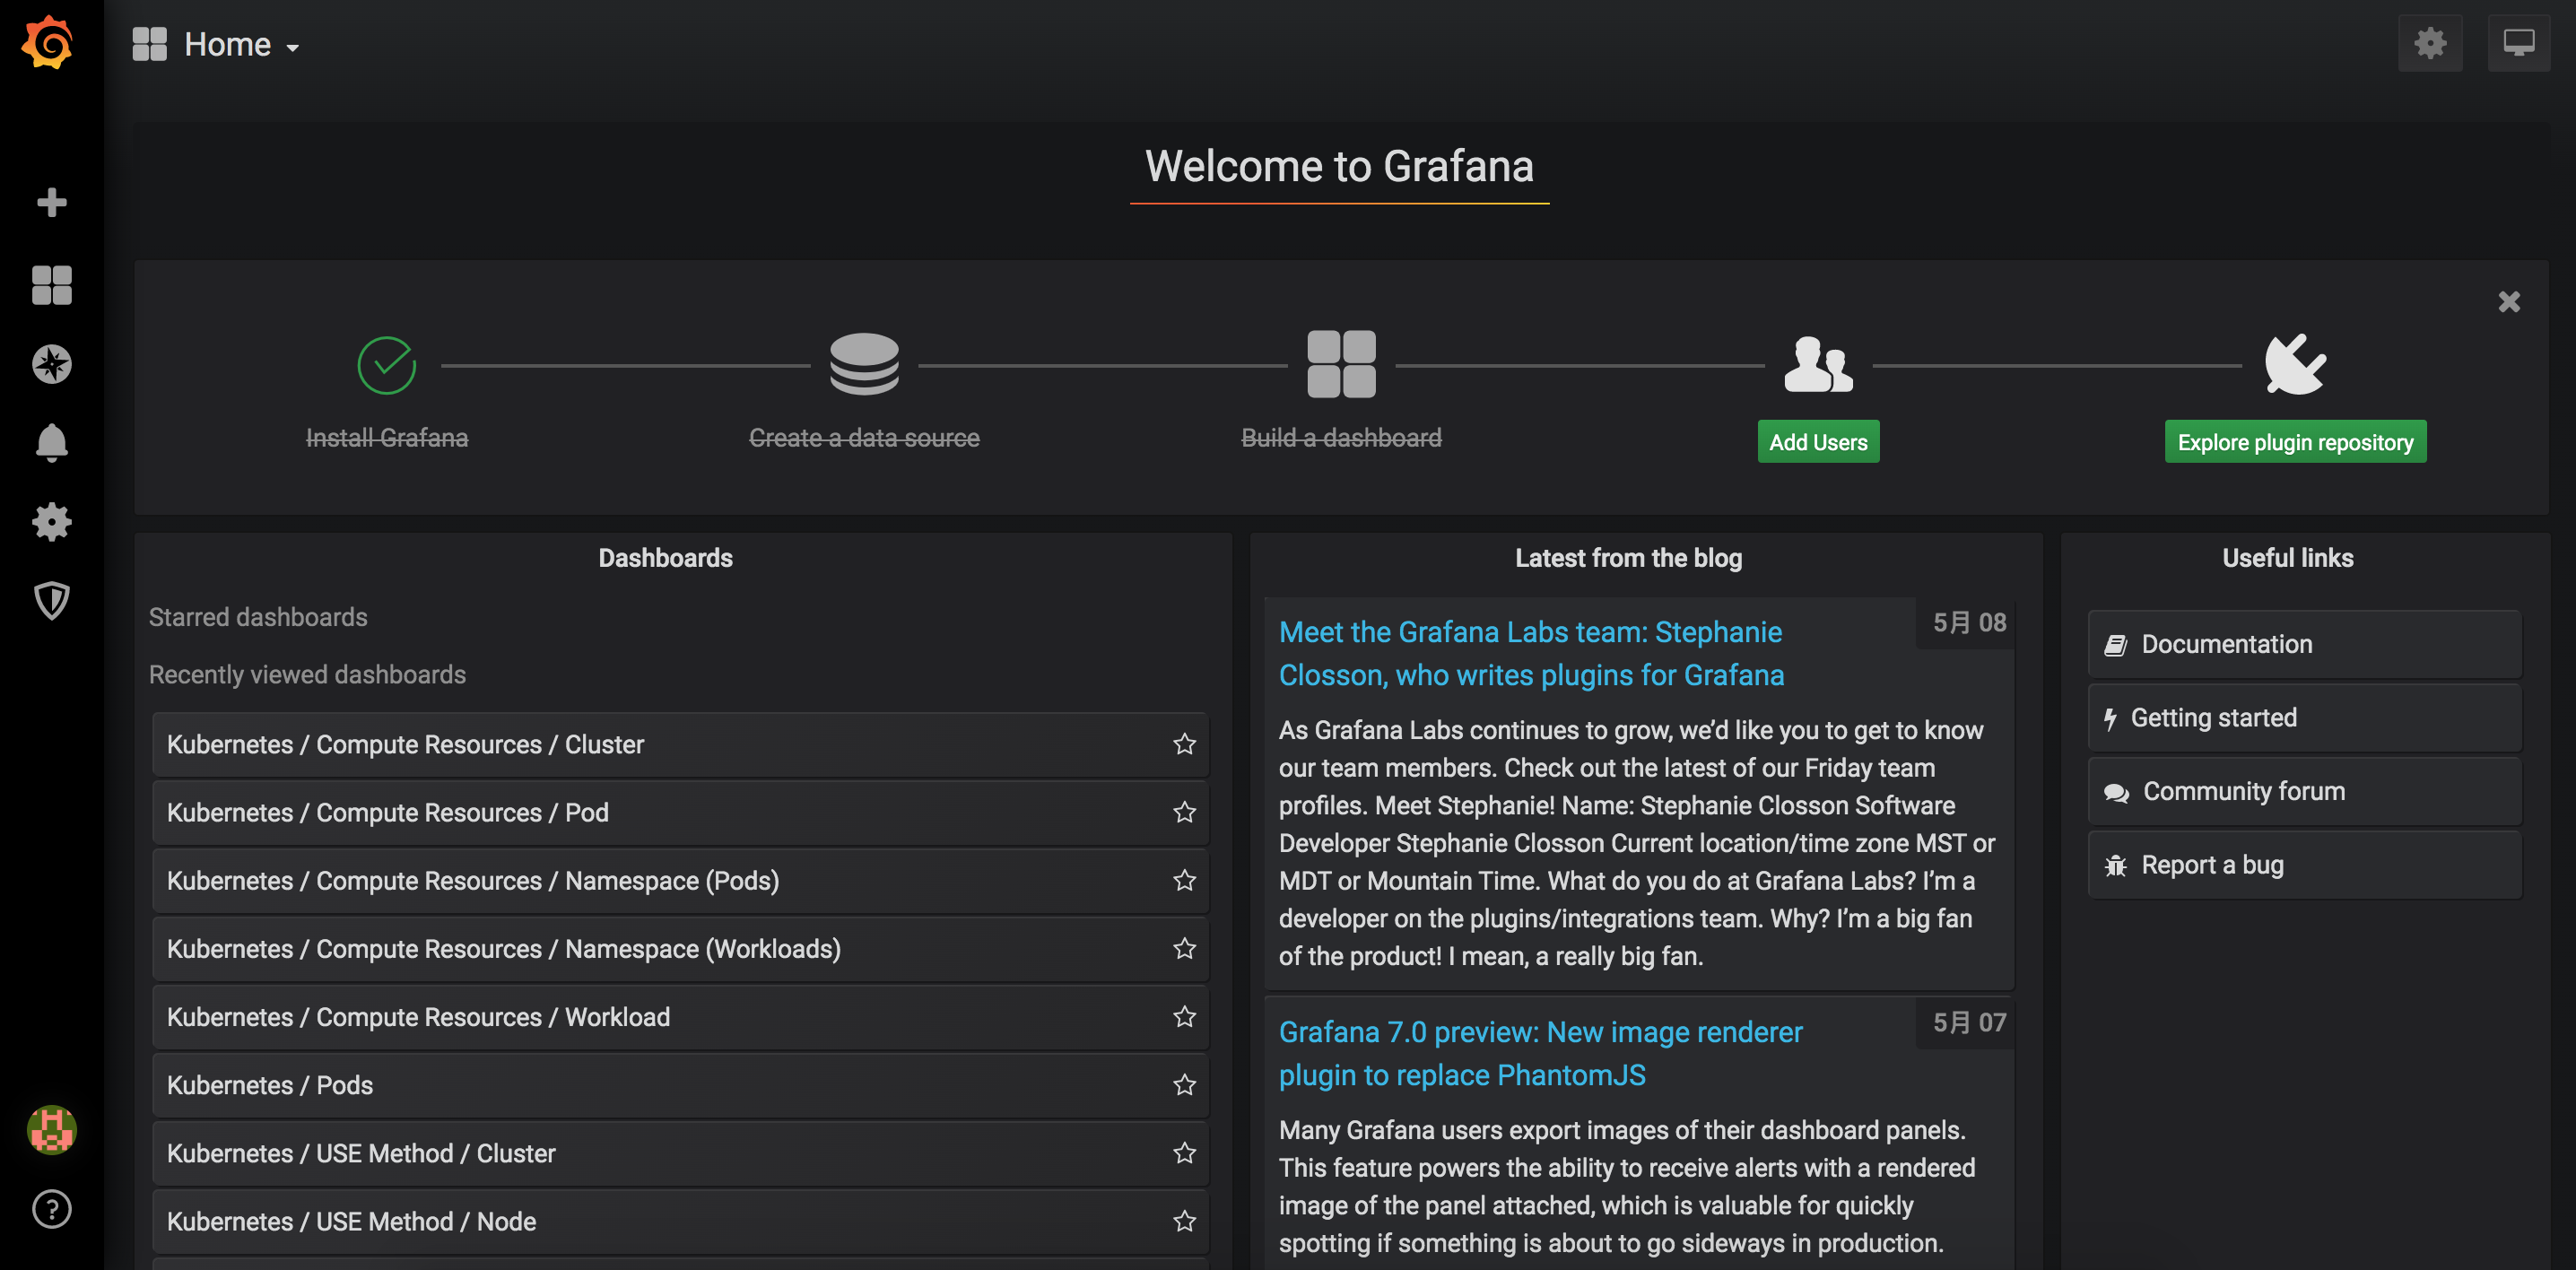 Home
Welcome to Grafana
Install Grafana
Create a data source
Build a dashboard
Add Users
Explore plugin repository
Dashboards
Starred dashboards
Recently viewed dashboards
Kubernetes / Compute Resources / Cluster
Kubernetes / Compute Resources / Pod
Kubernetes / Compute Resources / Namespace (Pods)
Kubernetes / Compute Resources / Namespace (Workloads)
Kubernetes / Compute Resources / Workload
Kubernetes / Pods
Kubernetes / USE Method / Cluster
Kubernetes / USE Method / Node
Latest from the blog
5月 08
Meet the Grafana Labs team: Stephanie
Closson, who writes plugins for Grafana
As Grafana Labs continues to grow, we’d like you to get to know
our team members. Check out the latest of our Friday team
profiles. Meet Stephanie! Name: Stephanie Closson Software
Developer Stephanie Closson Current location/time zone MST or
MDT or Mountain Time. What do you do at Grafana Labs? I’m a
developer on the plugins/integrations team. Why? I’m a big fan
of the product! I mean, a really big fan.
5月 07
Grafana 7.0 preview: New image renderer
plugin to replace PhantomJS
Many Grafana users export images of their dashboard panels.
This feature powers the ability to receive alerts with a rendered
image of the panel attached, which is valuable for quickly
spotting if something is about to go sideways in production.
Useful links
Documentation
Getting started
Community forum
Report a bug